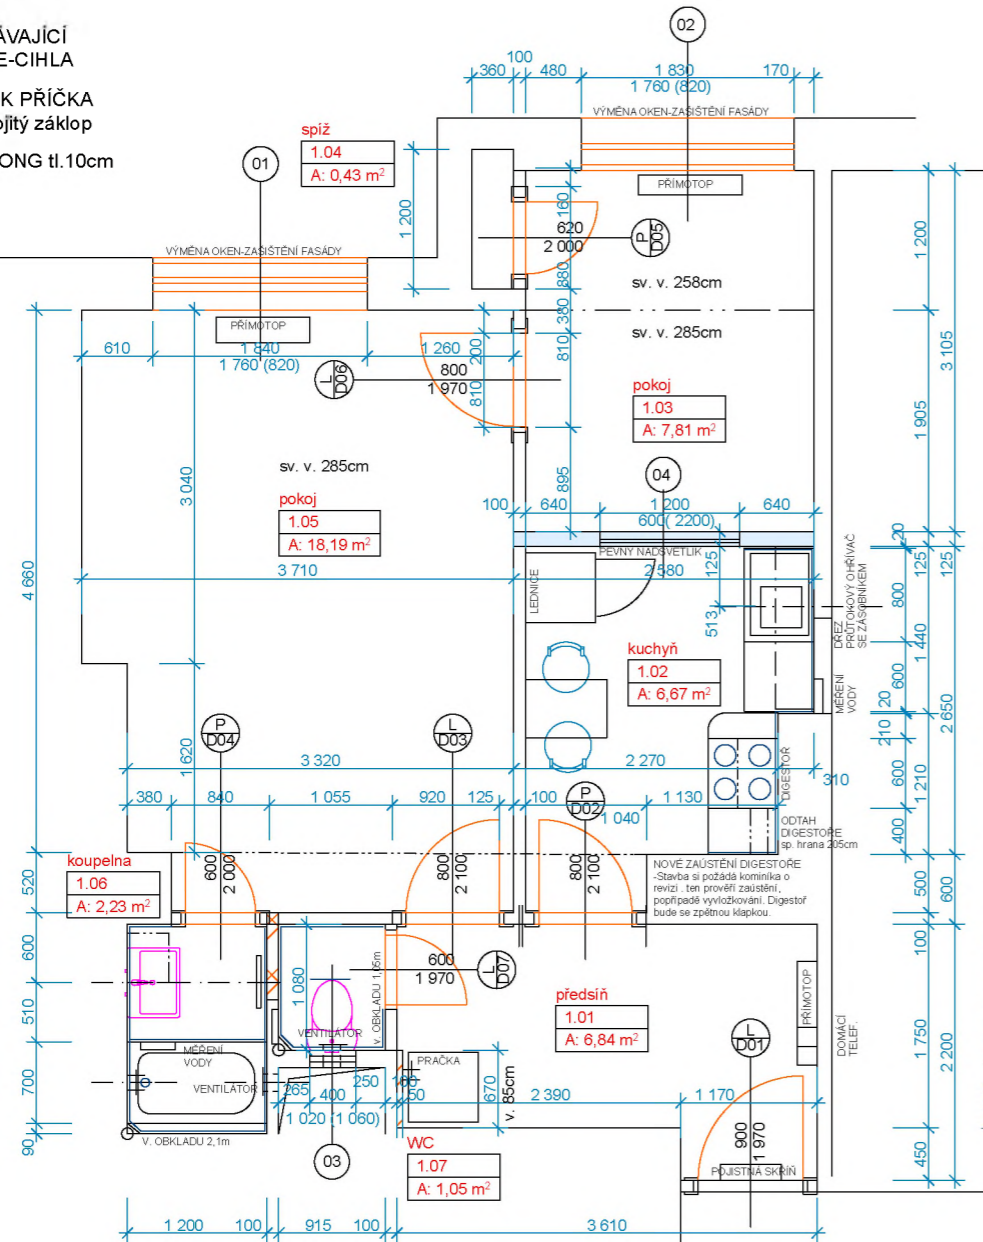 ÁVAJÍCÍ
E-CIHLA
K PŘÍČKA
ojitý záklop
ONG tl.10cm
02
100
360
480
1 830
170
1 760 (820)
VÝMĚNA OKEN-ZAŠIŠTĚNÍ FASÁDY
spíž
1.04
A: 0,43 m²
01
PŘÍMOTOP
1 200
160
620
2 000
P
D05
880
1 200
VÝMĚNA OKEN-ZAŠIŠTĚNÍ FASÁDY
sv. v. 258cm
380
sv. v. 285cm
PŘÍMOTOP
610
1 840
1 260
1 760 (820)
200
810
810
3 105
L
D06
800
1 970
pokoj
1.03
A: 7,81 m²
1 905
sv. v. 285cm
3 040
895
04
pokoj
1.05
A: 18,19 m²
100
640
1 200
640
600( 2200)
PEVNÝ NADSVĚTLÍK
20
4 660
3 710
2 580
125
125
125
LEDNICE
513
800
DŘEZ
PRŮTOKOVÝ OHŘÍVAČ
SE ZÁSOBNÍKEM
1 440
kuchyň
1.02
A: 6,67 m²
600
MĚŘENÍ
VODY
20
2 650
210
P
D04
L
D03
1 620
3 320
2 270
310
DIGESTOŘ
600
1 210
380
840
1 055
920
125
100
P
D02
1 130
1 040
ODTAH
DIGESTOŘE
sp. hrana 205cm
400
koupelna
1.06
A: 2,23 m²
520
600
2 000
800
2 100
800
2 100
NOVÉ ZAÚSTĚNÍ DIGESTOŘE
-Stavba si požádá kominíka o
revizi . ten prověří zaústění,
popřípadě vyvložkování. Digestoř
bude se zpětnou klapkou.
500
600
600
100
1 080
v. OBKLADU 1,05m
600
1 970
L
D07
předsíň
1.01
A: 6,84 m²
PŘÍMOTOP
510
VENTILÁTOR
DOMÁCÍ
TELEF.
L
D01
1 750
2 200
MĚŘENÍ
VODY
VENTILÁTOR
PRAČKA
700
265
400
250
100
50
670
v. 85cm
2 390
1 170
1 020 (1 060)
90
V. OBKLADU 2,1m
03
WC
1.07
A: 1,05 m²
900
1 970
POJISTNÁ SKŘÍŇ
450
1 200
100
915
100
3 610